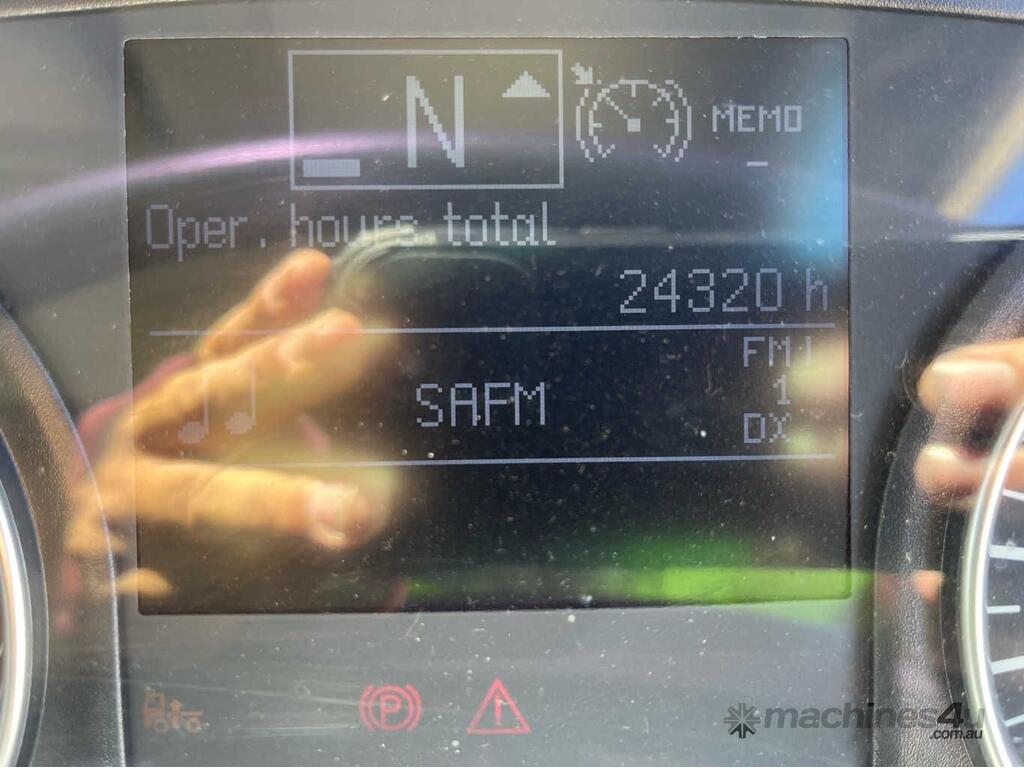 N
MEMO
–
Oper. hours total
24320 h
FM
1
SAFM
DX
P
machines4u
.com.au